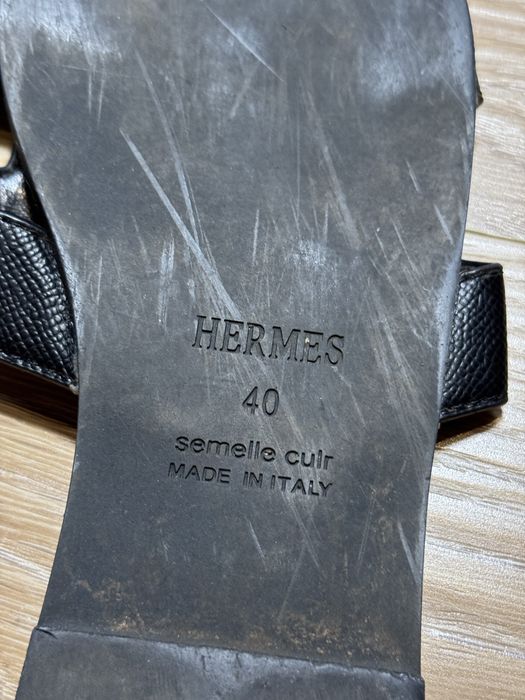 HERMES
40
semelle cuir
MADE IN ITALY